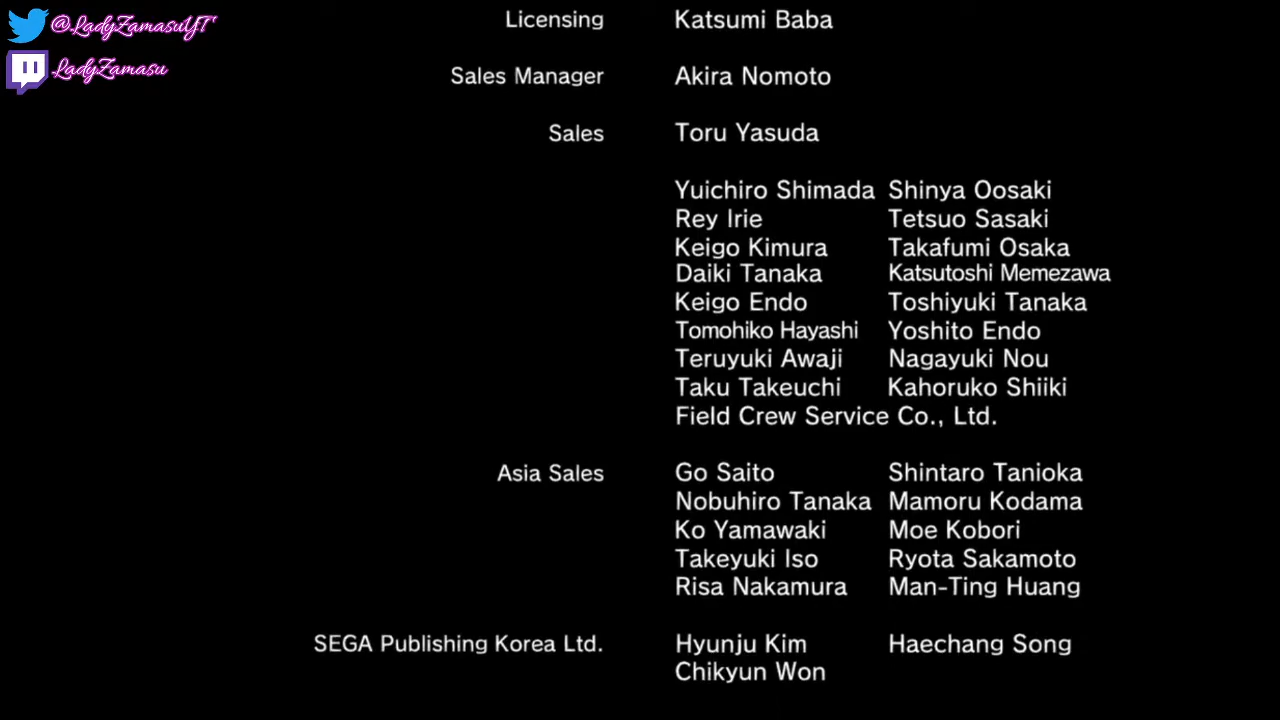 @LadyZamasuYT
LadyZamasu
Licensing Katsumi Baba
Sales Manager Akira Nomoto
Sales Toru Yasuda
Yuichiro Shimada Shinya Oosaki
Rey Irie Tetsuo Sasaki
Keigo Kimura Takafumi Osaka
Daiki Tanaka Katsutoshi Memezawa
Keigo Endo Toshiyuki Tanaka
Tomohiko Hayashi Yoshito Endo
Teruyuki Awaji Nagayuki Nou
Taku Takeuchi Kahoruko Shiiki
Field Crew Service Co., Ltd.
Asia Sales Go Saito Shintaro Tanioka
Nobuhiro Tanaka Mamoru Kodama
Ko Yamawaki Moe Kobori
Takeyuki Iso Ryota Sakamoto
Risa Nakamura Man-Ting Huang
SEGA Publishing Korea Ltd. Hyunju Kim Haechang Song
Chikyun Won